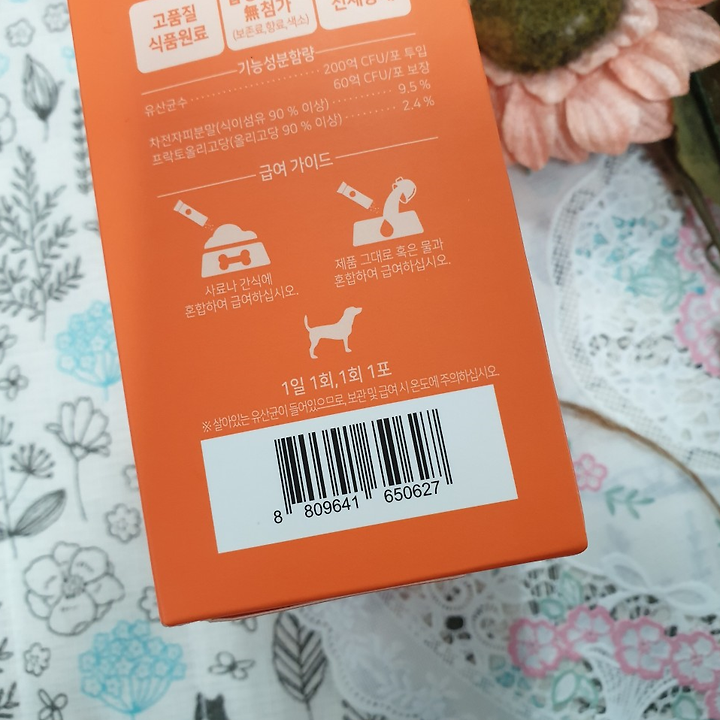 고품질
식품원료
無첨가
(보존료,향료,색소)
기능성분함량
유산균수 200억 CFU/포 투입
60억 CFU/포 보장
차전자피분말(식이섬유 90 % 이상) 9.5 %
프락토올리고당(올리고당 90 % 이상) 2.4 %
급여 가이드
사료나 간식에
혼합하여 급여하십시오.
제품 그대로 혹은 물과
혼합하여 급여하십시오.
1일 1회,1회 1포
※ 살아있는 유산균이 들어있으므로, 보관 및 급여 시 온도에 주의하십시오.
8 809641 650627